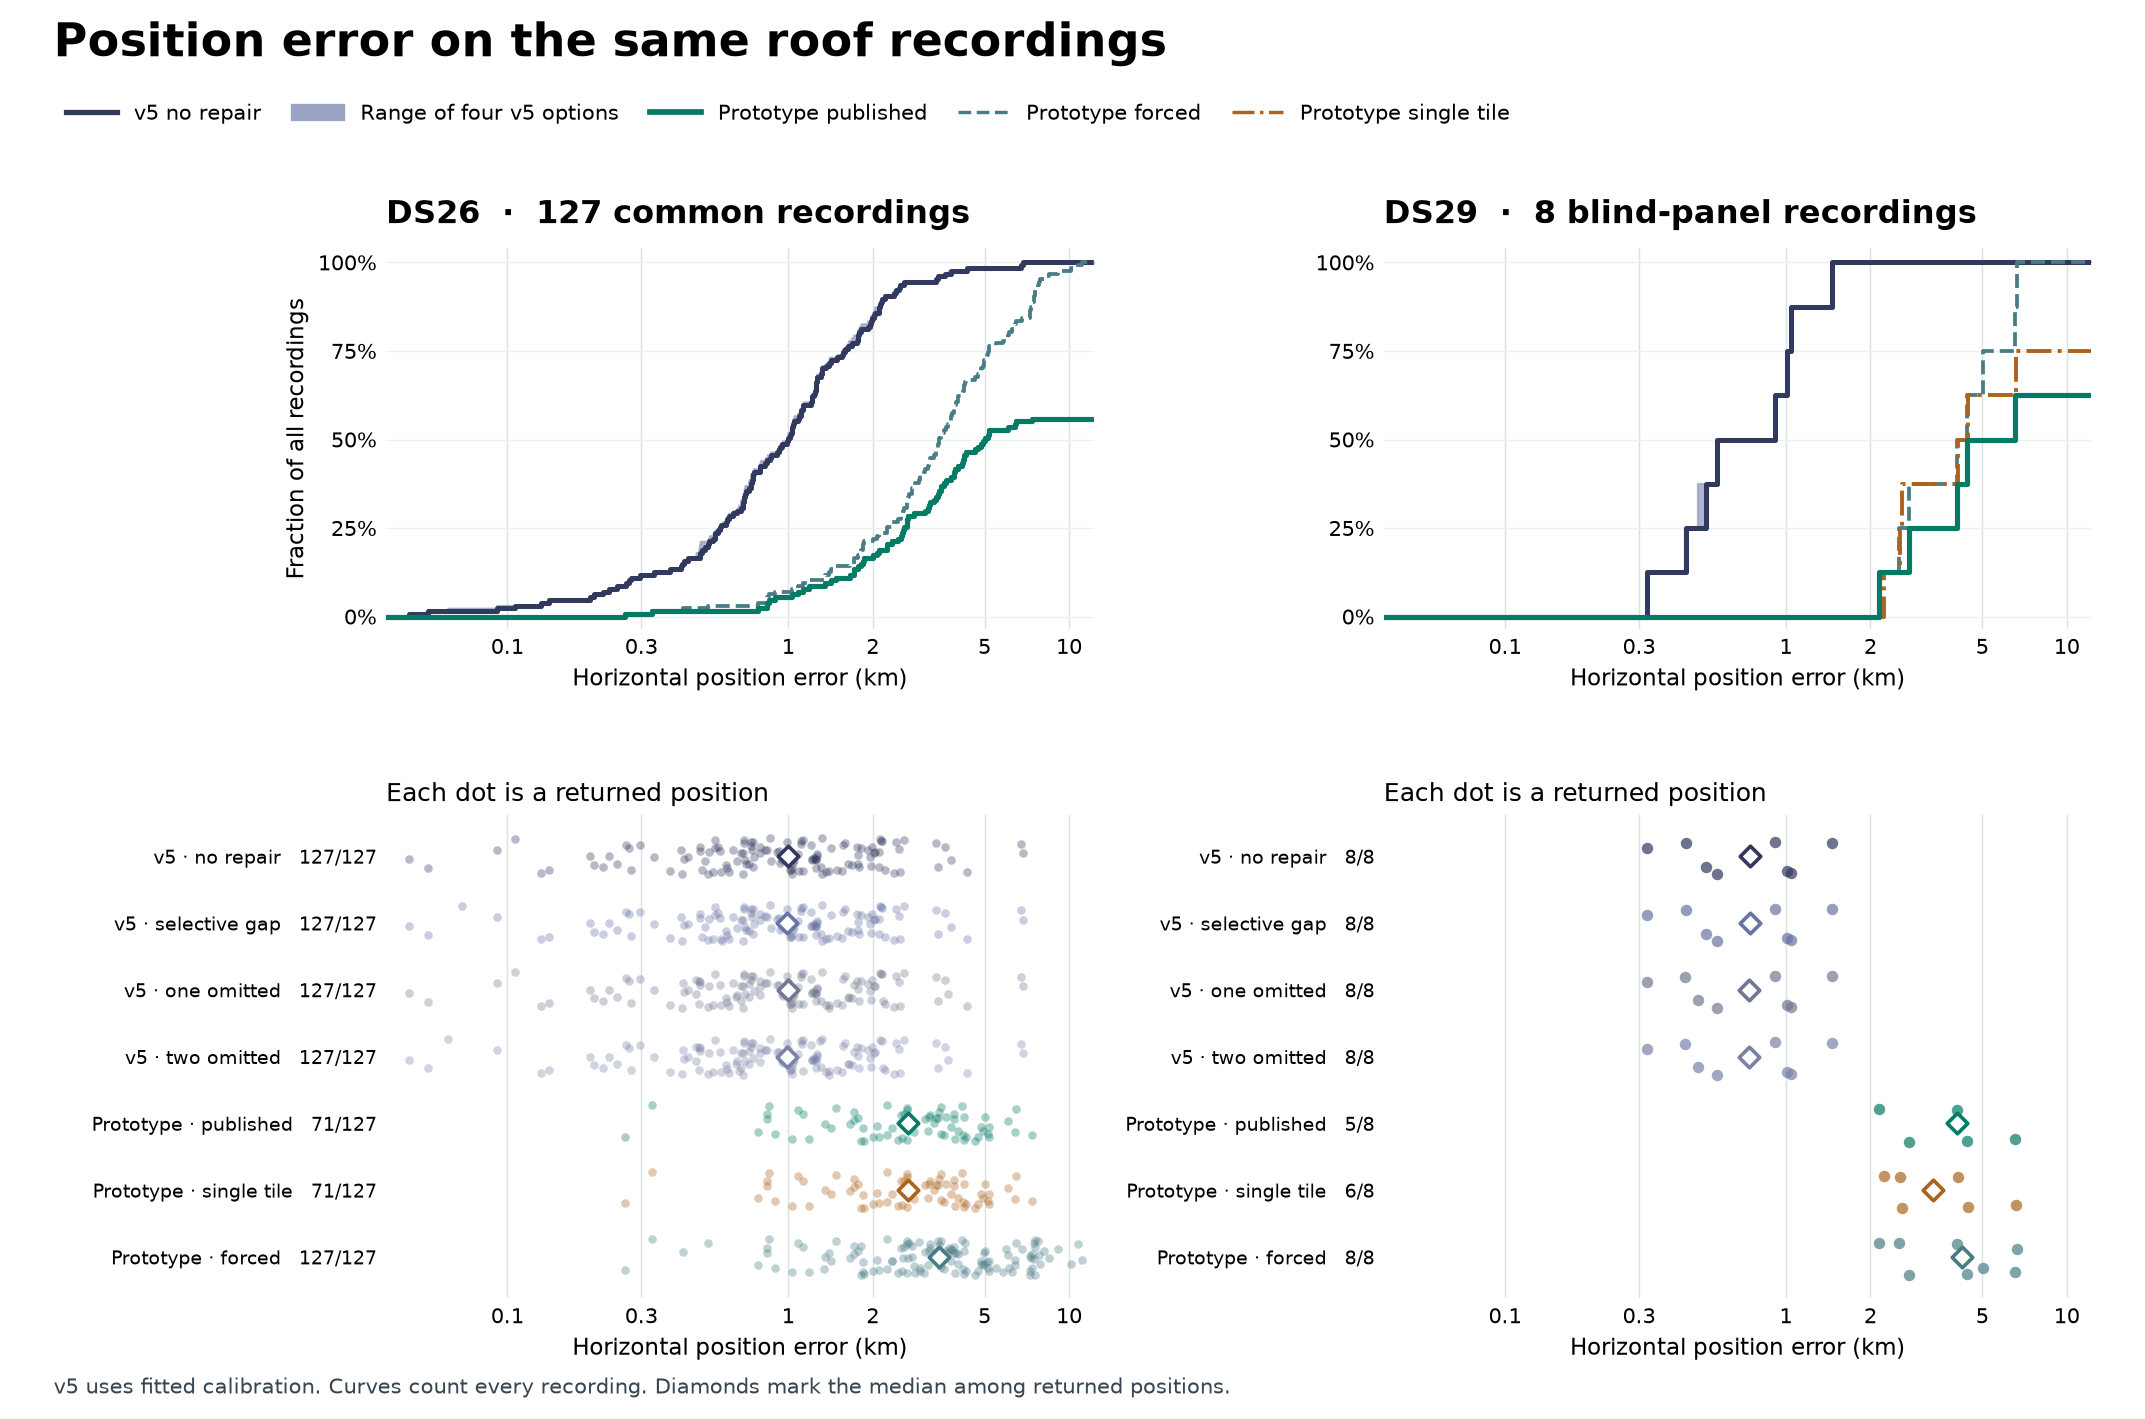 Position error on the same roof recordings
v5 no repair
Range of four v5 options
Prototype published
Prototype forced
Prototype single tile
DS26 · 127 common recordings
Fraction of all recordings
100%
75%
50%
25%
0%
0.1 0.3 1 2 5 10
Horizontal position error (km)
DS29 · 8 blind-panel recordings
100%
75%
50%
25%
0%
0.1 0.3 1 2 5 10
Horizontal position error (km)
Each dot is a returned position
v5 · no repair 127/127
v5 · selective gap 127/127
v5 · one omitted 127/127
v5 · two omitted 127/127
Prototype · published 71/127
Prototype · single tile 71/127
Prototype · forced 127/127
0.1 0.3 1 2 5 10
Horizontal position error (km)
Each dot is a returned position
v5 · no repair 8/8
v5 · selective gap 8/8
v5 · one omitted 8/8
v5 · two omitted 8/8
Prototype · published 5/8
Prototype · single tile 6/8
Prototype · forced 8/8
0.1 0.3 1 2 5 10
Horizontal position error (km)
v5 uses fitted calibration. Curves count every recording. Diamonds mark the median among returned positions.